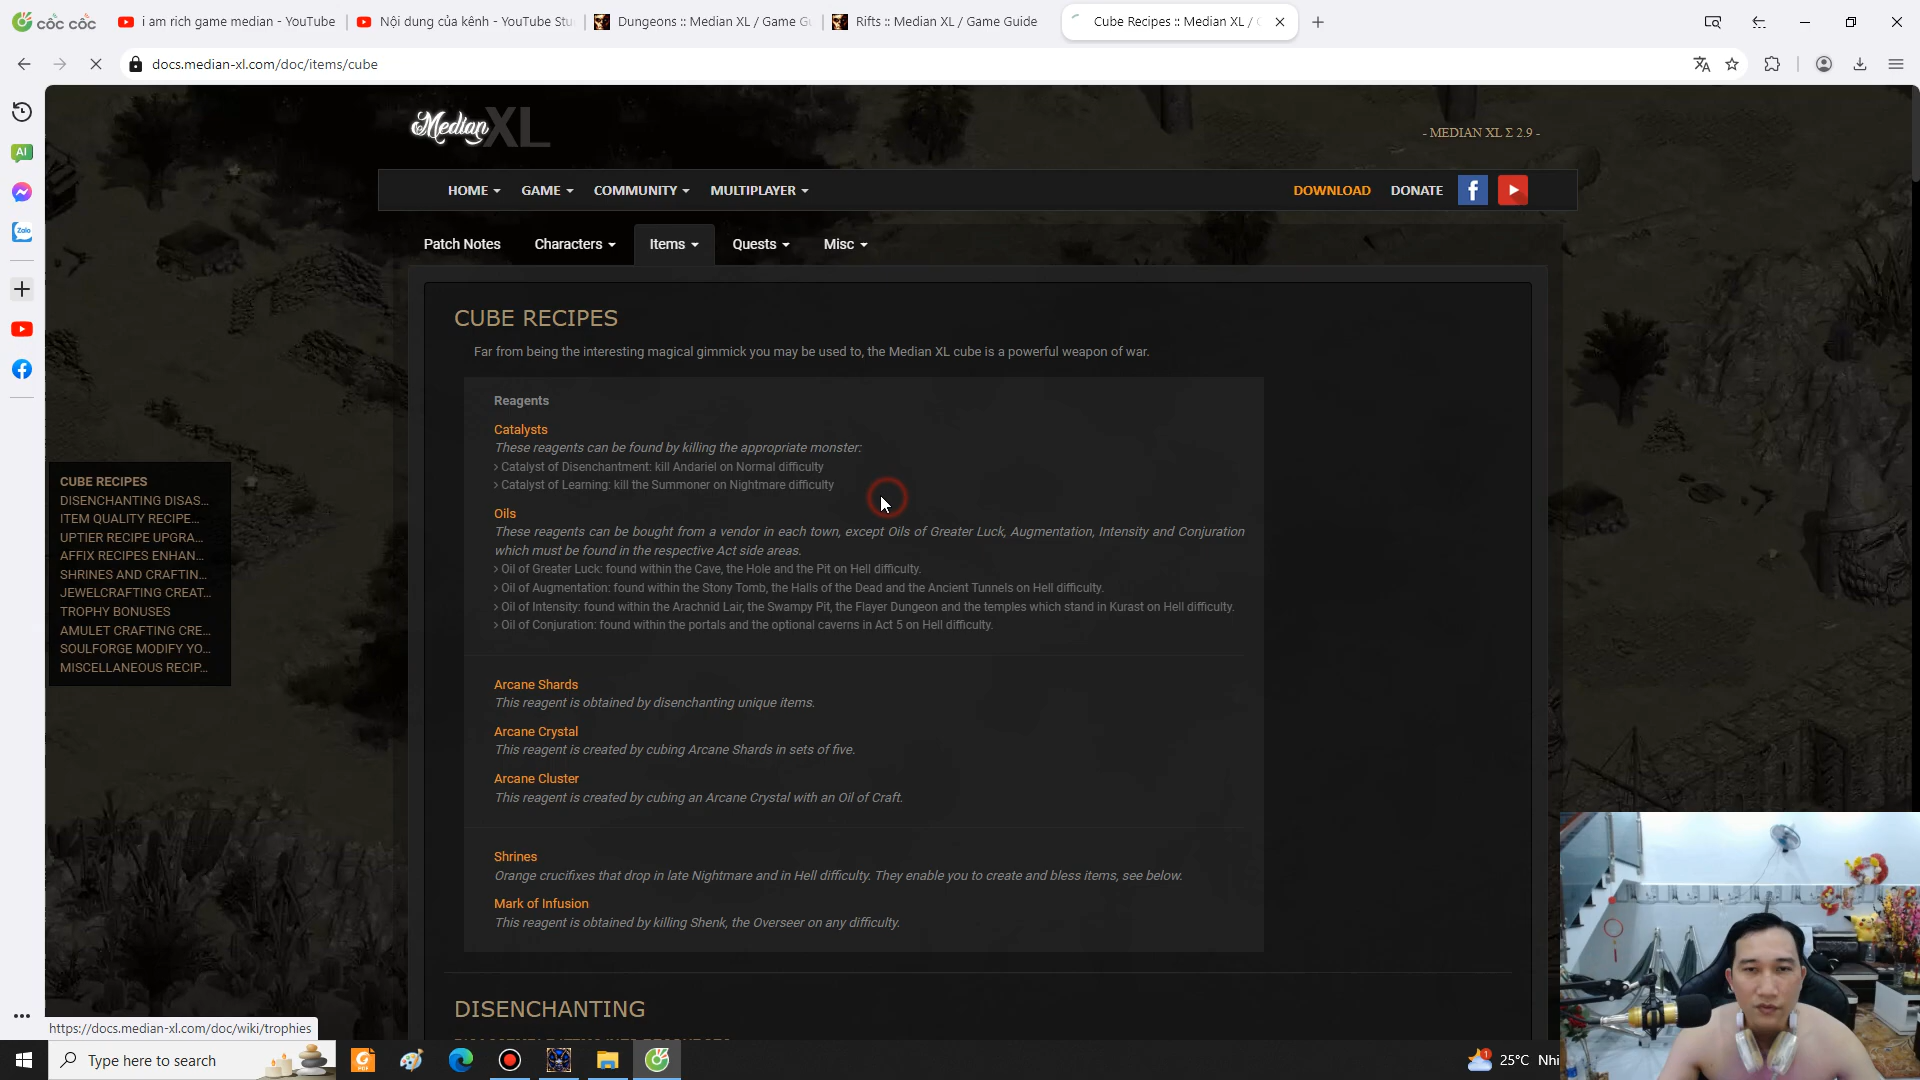 cốc cốc
i am rich game median - YouTube
Nội dung của kênh - YouTube Stu
Dungeons :: Median XL / Game Gu
Rifts :: Median XL / Game Guide
Cube Recipes :: Median XL / G
docs.median-xl.com/doc/items/cube
AI
Zalo
Median XL
- MEDIAN XL Σ 2.9 -
HOME
GAME
COMMUNITY
MULTIPLAYER
DOWNLOAD
DONATE
Patch Notes
Characters
Items
Quests
Misc
CUBE RECIPES
Far from being the interesting magical gimmick you may be used to, the Median XL cube is a powerful weapon of war.
Reagents
Catalysts
These reagents can be found by killing the appropriate monster:
› Catalyst of Disenchantment: kill Andariel on Normal difficulty
› Catalyst of Learning: kill the Summoner on Nightmare difficulty
Oils
These reagents can be bought from a vendor in each town, except Oils of Greater Luck, Augmentation, Intensity and Conjuration
which must be found in the respective Act side areas.
› Oil of Greater Luck: found within the Cave, the Hole and the Pit on Hell difficulty.
› Oil of Augmentation: found within the Stony Tomb, the Halls of the Dead and the Ancient Tunnels on Hell difficulty.
› Oil of Intensity: found within the Arachnid Lair, the Swampy Pit, the Flayer Dungeon and the temples which stand in Kurast on Hell difficulty.
› Oil of Conjuration: found within the portals and the optional caverns in Act 5 on Hell difficulty.
Arcane Shards
This reagent is obtained by disenchanting unique items.
Arcane Crystal
This reagent is created by cubing Arcane Shards in sets of five.
Arcane Cluster
This reagent is created by cubing an Arcane Crystal with an Oil of Craft.
Shrines
Orange crucifixes that drop in late Nightmare and in Hell difficulty. They enable you to create and bless items, see below.
Mark of Infusion
This reagent is obtained by killing Shenk, the Overseer on any difficulty.
DISENCHANTING
CUBE RECIPES
DISENCHANTING DISAS...
ITEM QUALITY RECIPE...
UPTIER RECIPE UPGRA...
AFFIX RECIPES ENHAN...
SHRINES AND CRAFTIN...
JEWELCRAFTING CREAT...
TROPHY BONUSES
AMULET CRAFTING CRE...
SOULFORGE MODIFY YO...
MISCELLANEOUS RECIP...
https://docs.median-xl.com/doc/wiki/trophies
Type here to search
1
25°C Nhi